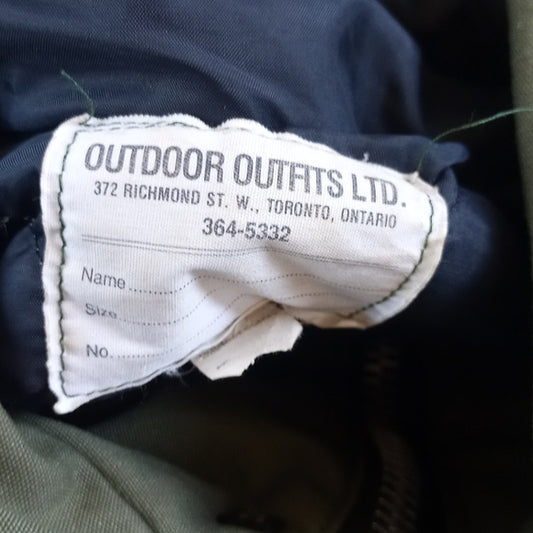 OUTDOOR OUTFITS LTD.
372 RICHMOND ST. W., TORONTO, ONTARIO
364-5332
Name
Size
No.